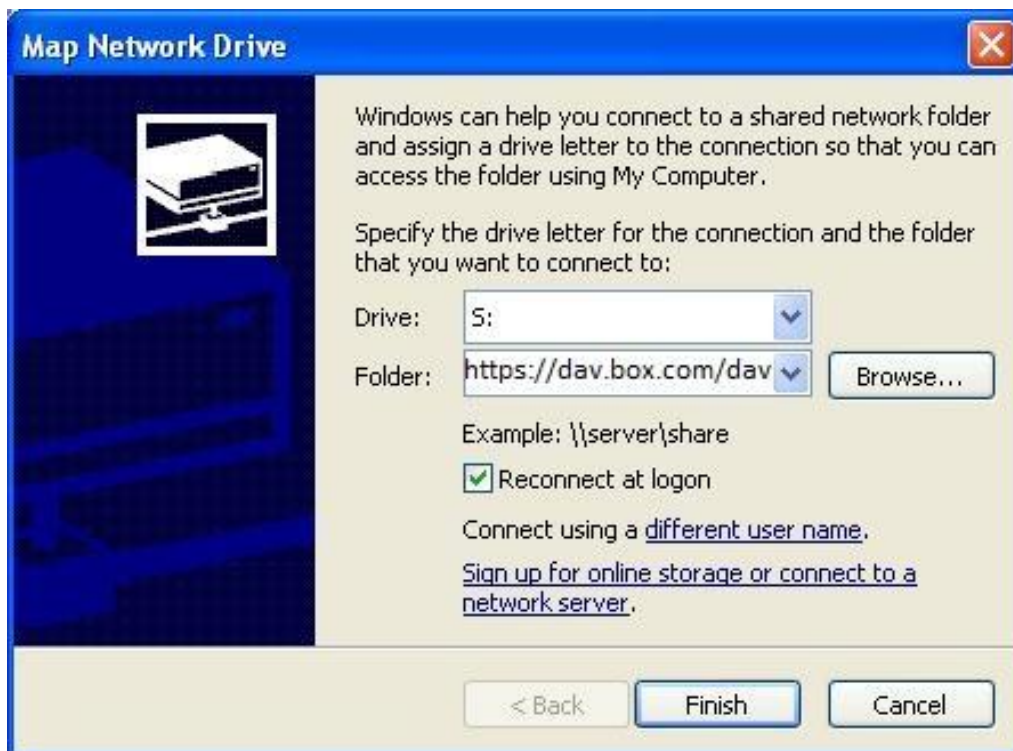 Map Network Drive
Windows can help you connect to a shared network folder
and assign a drive letter to the connection so that you can
access the folder using My Computer.
Specify the drive letter for the connection and the folder
that you want to connect to:
Drive: S:
Folder: https://dav.box.com/dav Browse...
Example: \\server\share
Reconnect at logon
Connect using a different user name.
Sign up for online storage or connect to a
network server.
< Back Finish Cancel